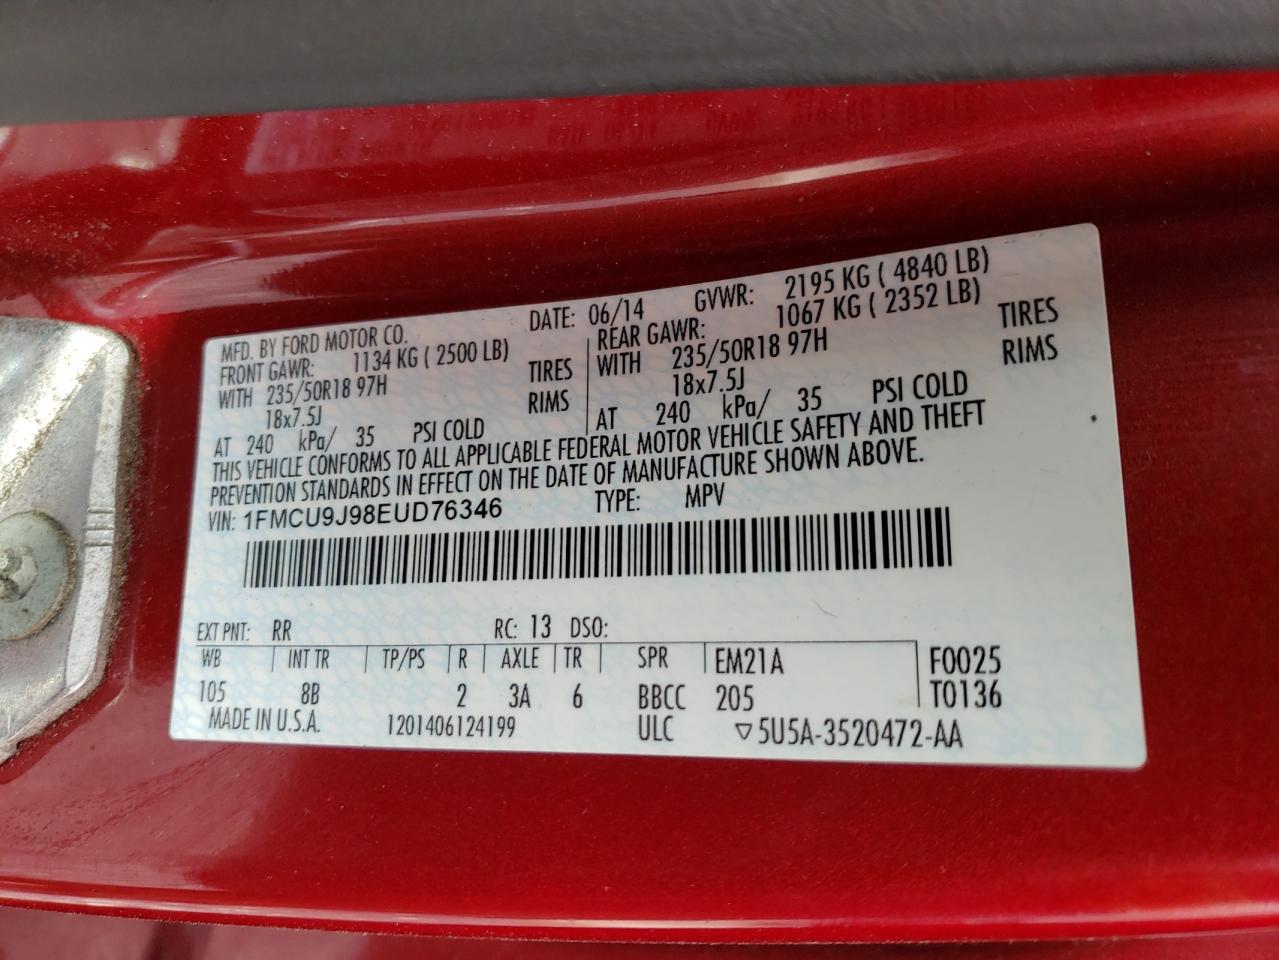 MFD. BY FORD MOTOR CO. DATE: 06/14 GVWR: 2195 KG ( 4840 LB)
FRONT GAWR: 1134 KG ( 2500 LB) REAR GAWR: 1067 KG ( 2352 LB)
WITH 235/50R18 97H TIRES WITH 235/50R18 97H TIRES
18x7.5J RIMS 18x7.5J RIMS
AT 240 kPa/ 35 PSI COLD AT 240 kPa/ 35 PSI COLD
THIS VEHICLE CONFORMS TO ALL APPLICABLE FEDERAL MOTOR VEHICLE SAFETY AND THEFT
PREVENTION STANDARDS IN EFFECT ON THE DATE OF MANUFACTURE SHOWN ABOVE.
VIN: 1FMCU9J98EUD76346 TYPE: MPV
EXT PNT: RR RC: 13 DSO:
WB INT TR TP/PS R AXLE TR SPR EM21A F0025
105 8B 2 3A 6 BBCC 205 T0136
MADE IN U.S.A. 1201406124199 ULC ▽5U5A-3520472-AA